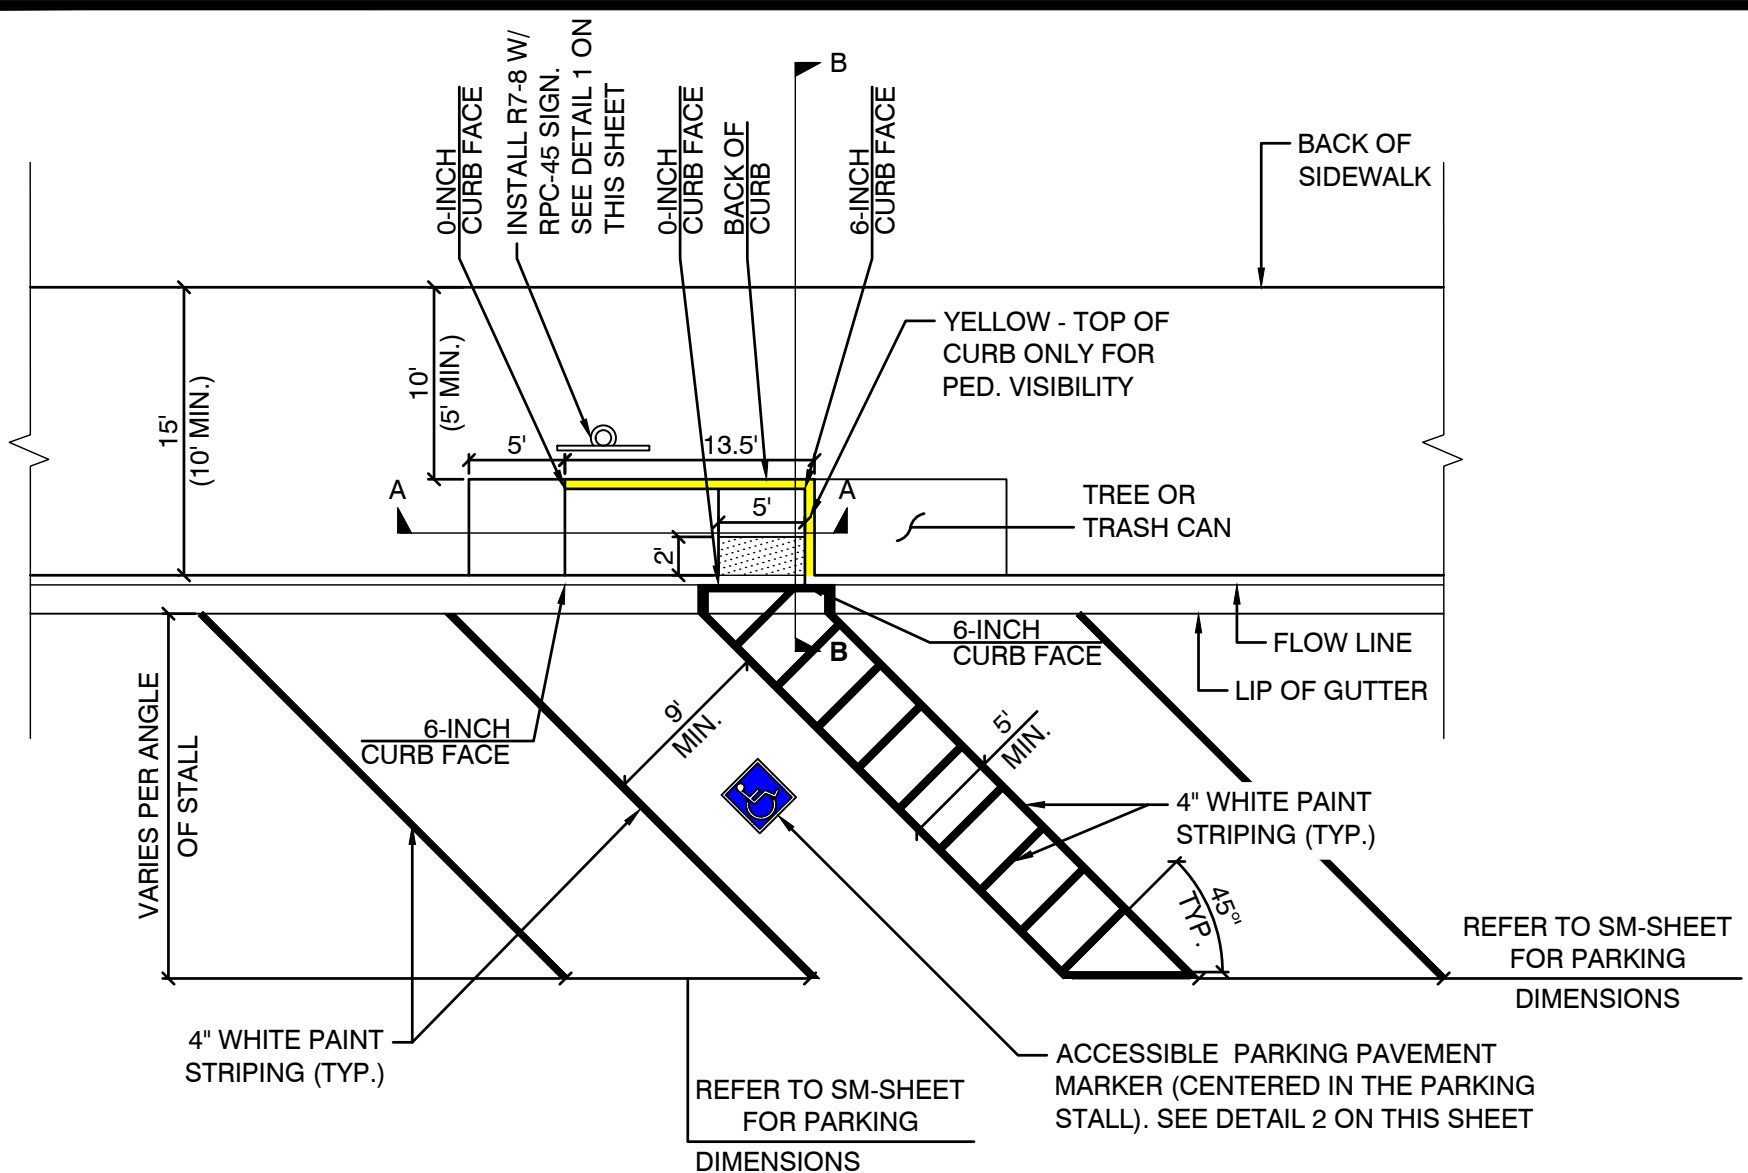 0-INCH
CURB FACE
INSTALL R7-8 W/
RPC-45 SIGN.
SEE DETAIL 1 ON
THIS SHEET
0-INCH
CURB FACE
BACK OF
CURB
B
6-INCH
CURB FACE
BACK OF
SIDEWALK
15'
(10' MIN.)
10'
(5' MIN.)
YELLOW - TOP OF
CURB ONLY FOR
PED. VISIBILITY
5'
13.5'
A
A
5'
2'
TREE OR
TRASH CAN
6-INCH
CURB FACE
B
FLOW LINE
LIP OF GUTTER
VARIES PER ANGLE
OF STALL
6-INCH
CURB FACE
9'
MIN.
5'
MIN.
4" WHITE PAINT
STRIPING (TYP.)
45°'
TYP.
REFER TO SM-SHEET
FOR PARKING
DIMENSIONS
4" WHITE PAINT
STRIPING (TYP.)
REFER TO SM-SHEET
FOR PARKING
DIMENSIONS
ACCESSIBLE PARKING PAVEMENT
MARKER (CENTERED IN THE PARKING
STALL). SEE DETAIL 2 ON THIS SHEET